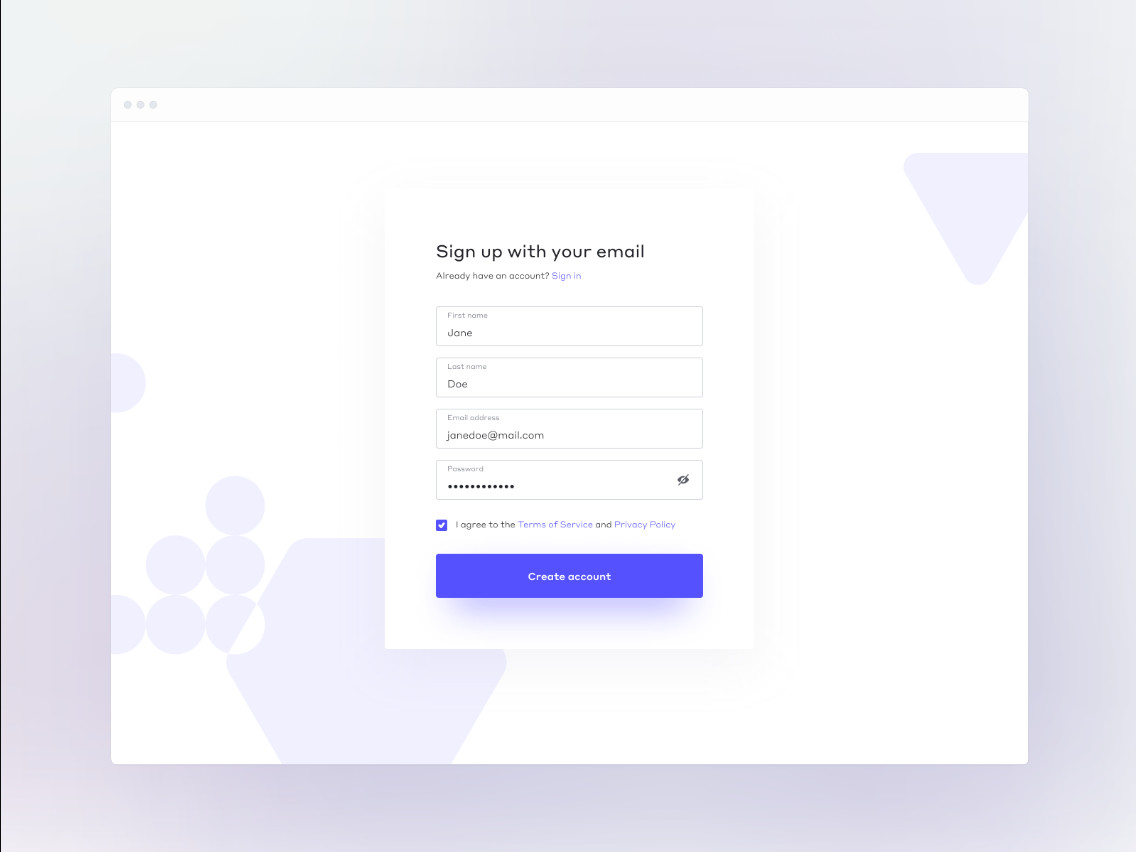 Sign up with your email
Already have an account? Sign in
First name
Jane
Last name
Doe
Email address
janedoe@mail.com
Password
••••••••••••
I agree to the Terms of Service and Privacy Policy
Create account